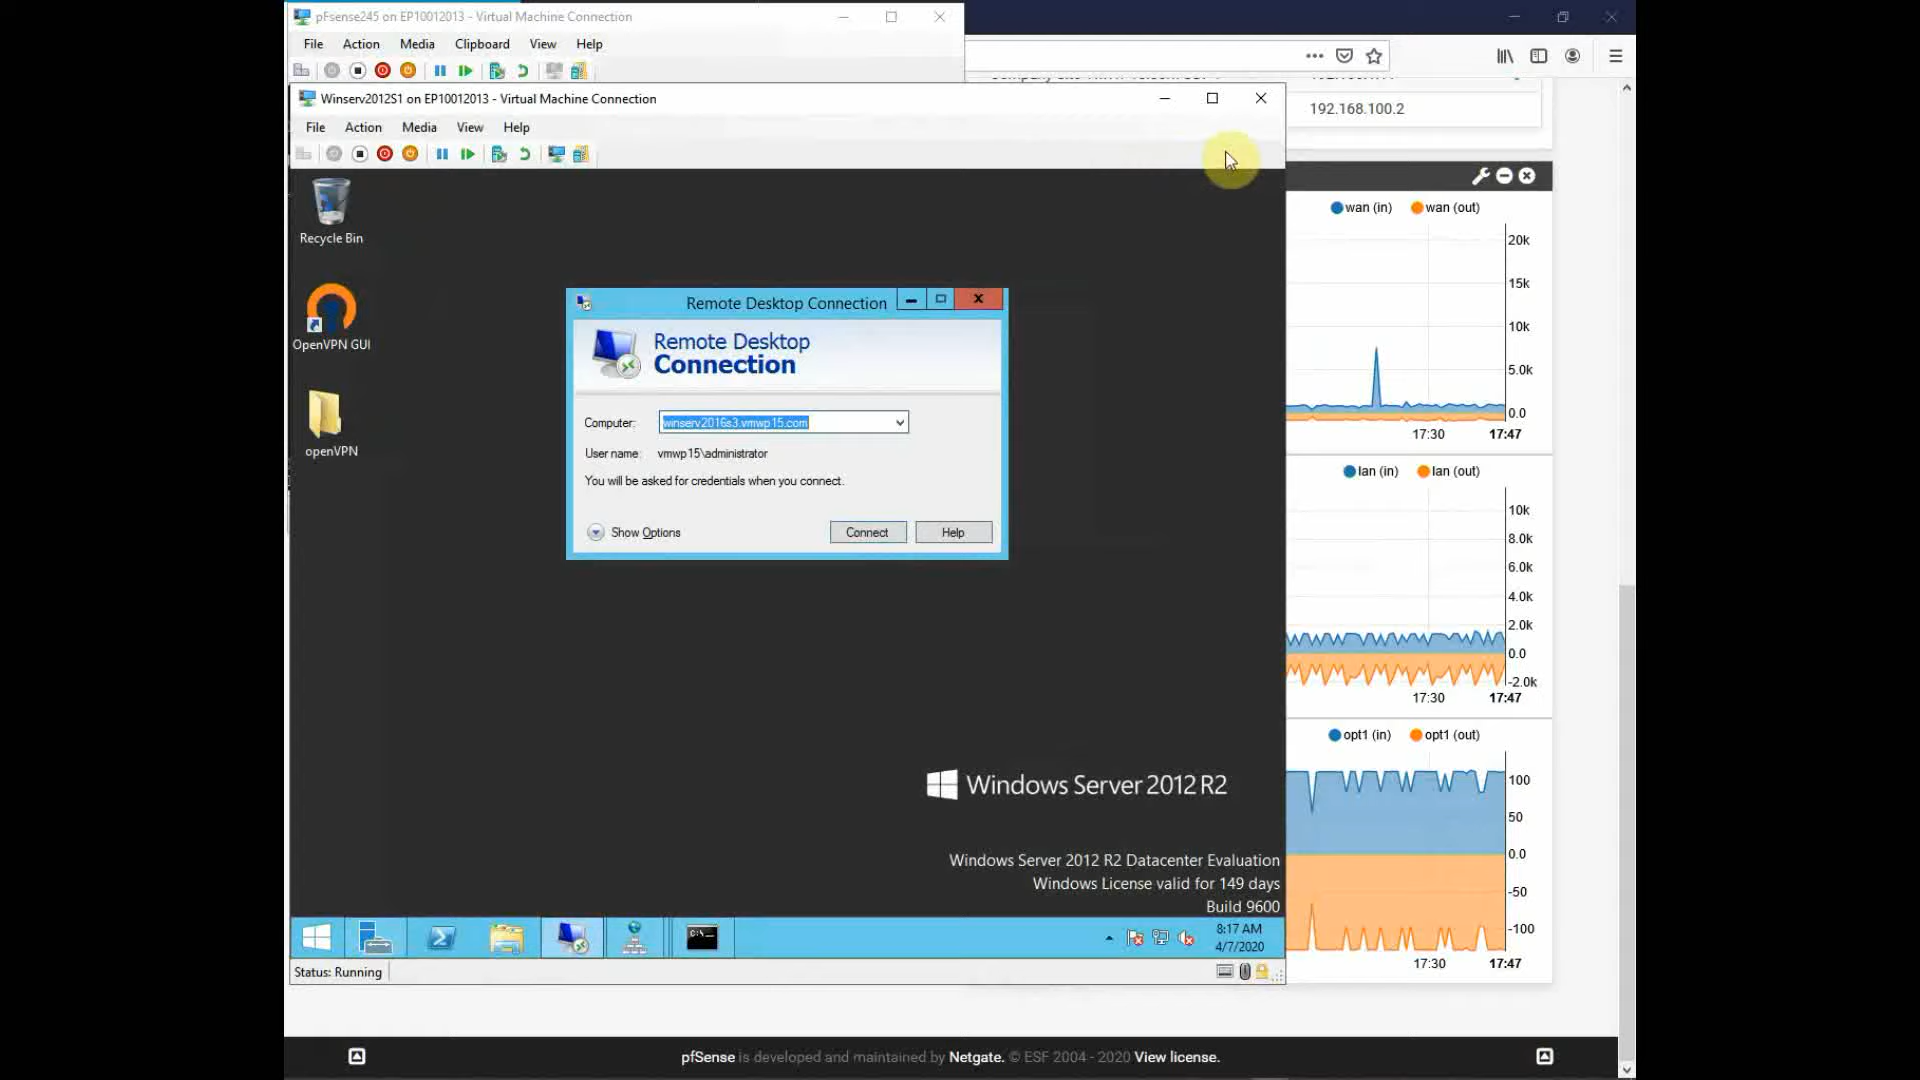 pFsense245 on EP10012013 - Virtual Machine Connection
File Action Media Clipboard View Help
Winserv2012S1 on EP10012013 - Virtual Machine Connection
192.168.100.2
File Action Media View Help
Recycle Bin
OpenVPN GUI
openVPN
Remote Desktop Connection
Remote Desktop
Connection
Computer: winserv2016s3.vmwp15.com
User name: vmwp15\administrator
You will be asked for credentials when you connect.
Show Options
Connect
Help
wan (in) wan (out)
20k
15k
10k
5.0k
0.0
17:30 17:47
lan (in) lan (out)
10k
8.0k
6.0k
4.0k
2.0k
0.0
-2.0k
17:30 17:47
opt1 (in) opt1 (out)
100
50
0.0
-50
-100
17:30 17:47
Windows Server 2012 R2
Windows Server 2012 R2 Datacenter Evaluation
Windows License valid for 149 days
Build 9600
8:17 AM
4/7/2020
Status: Running
pfSense is developed and maintained by Netgate. © ESF 2004 - 2020 View license.